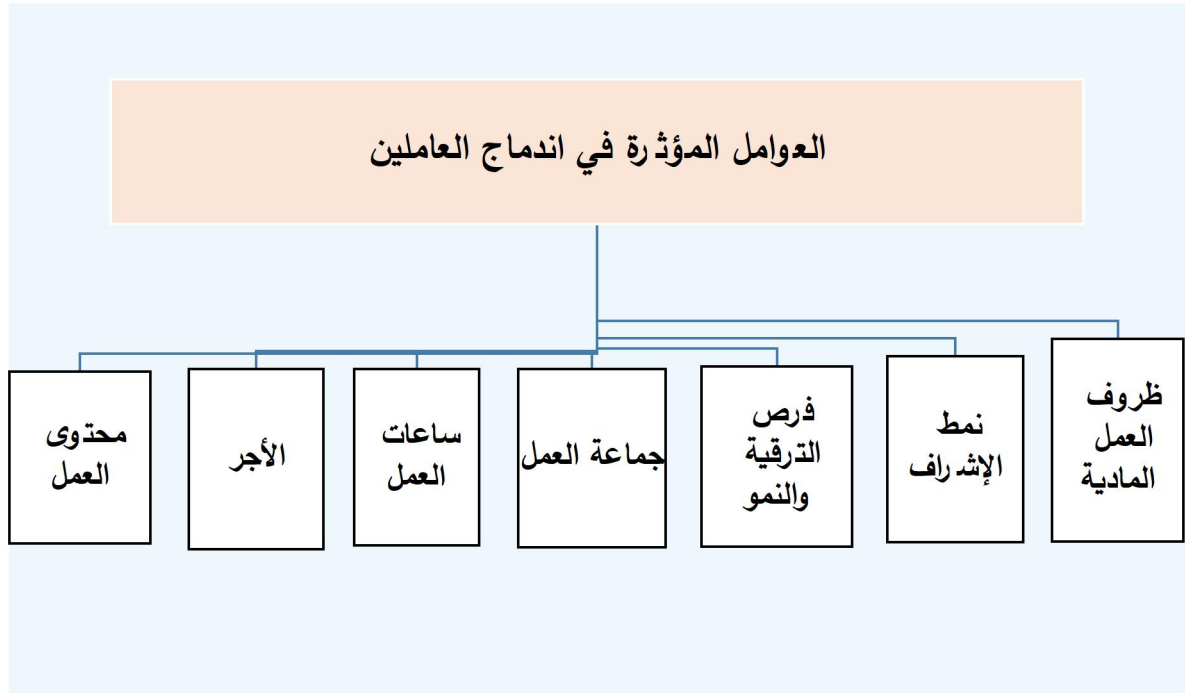 العوامل المؤثرة في اندماج العاملين
ظروف
العمل
المادية
نمط
الإشراف
فرص
الترقية
والنمو
جماعة العمل
ساعات
العمل
الأجر
محتوى
العمل